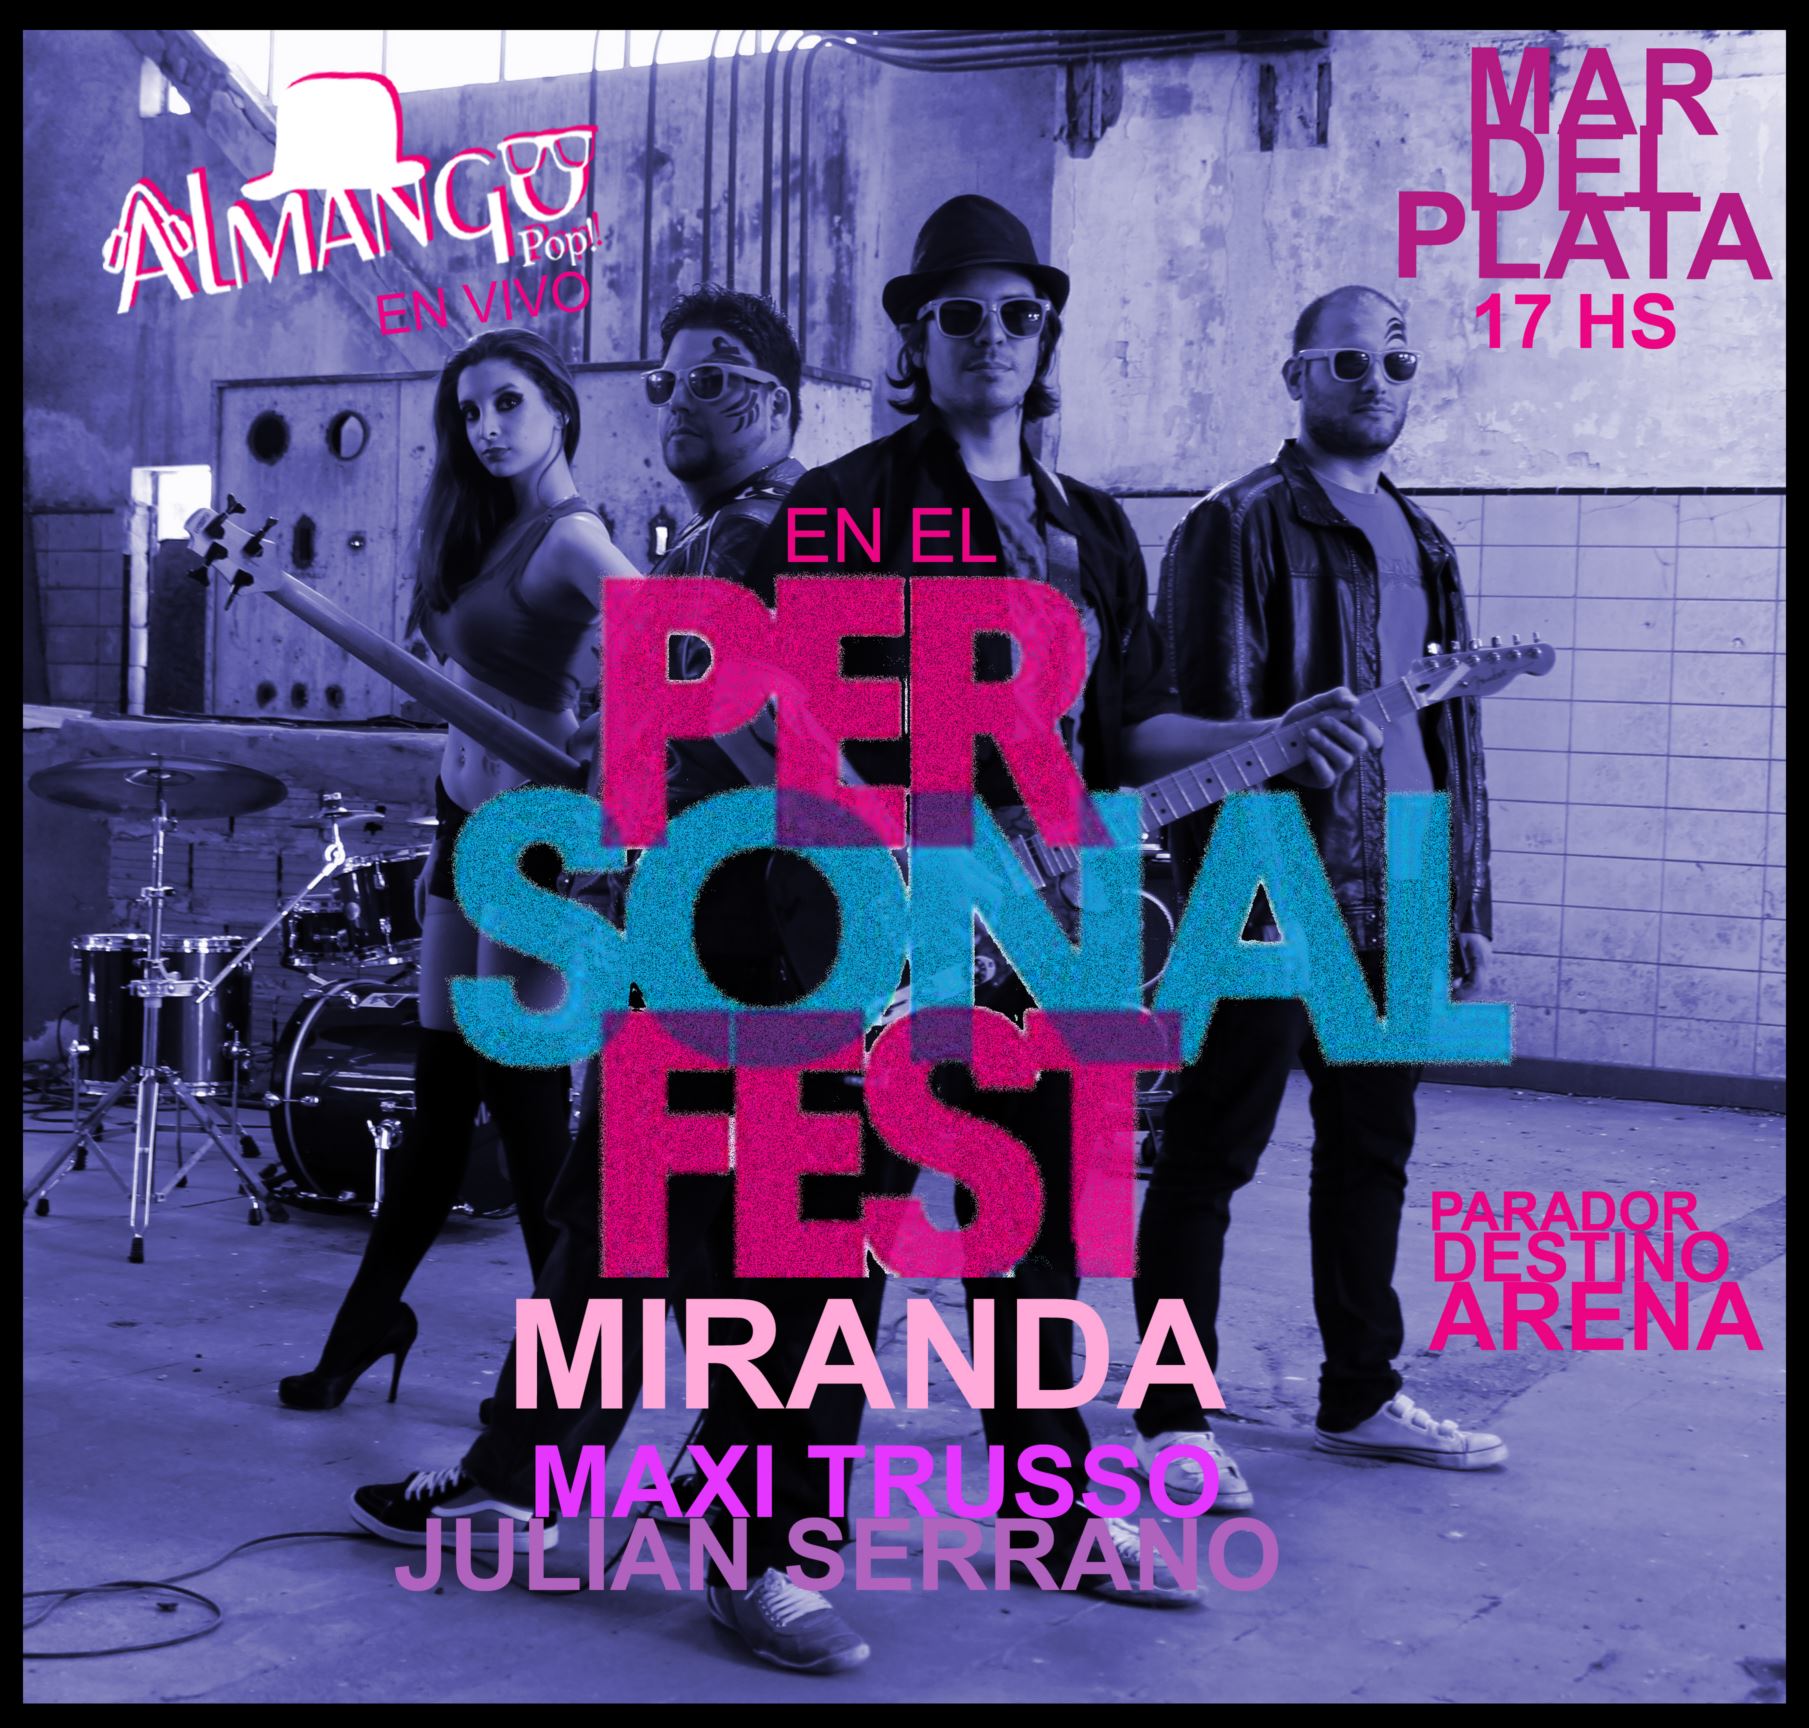 ALMANGO
Pop!!
EN VIVO
MAR
DEL
PLATA
17 HS
EN EL
PER
SONAL
FEST
PARADOR
DESTINO
ARENA
MIRANDA
MAXI TRUSSO
JULIAN SERRANO